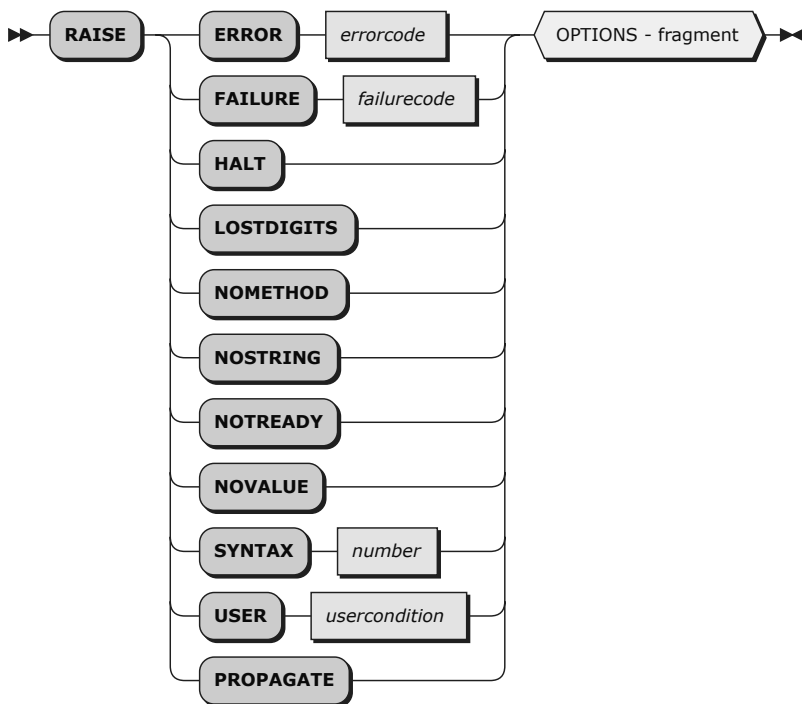 RAISE ERROR errorcode OPTIONS - fragment
FAILURE failurecode
HALT
LOSTDIGITS
NOMETHOD
NOSTRING
NOTREADY
NOVALUE
SYNTAX number
USER usercondition
PROPAGATE